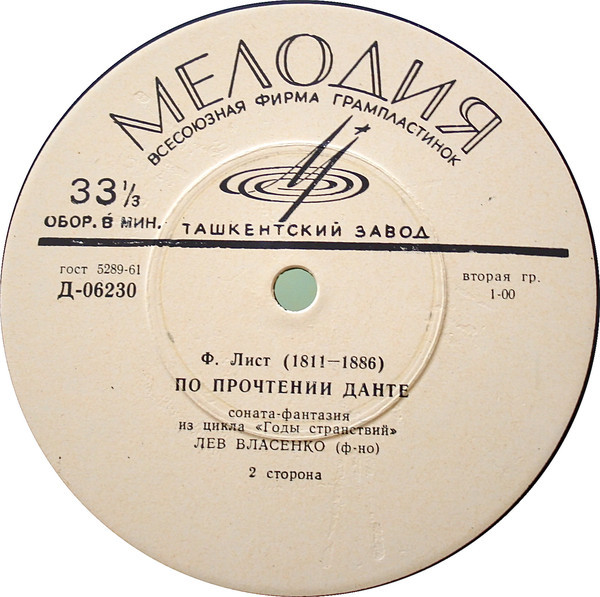 МЕЛОДИЯ
ВСЕСОЮЗНАЯ ФИРМА ГРАМПЛАСТИНОК
33⅓
ОБОР. В МИН.
ТАШКЕНТСКИЙ ЗАВОД
гост 5289-61
Д-06230
вторая гр.
1-00
Ф. Лист (1811—1886)
ПО ПРОЧТЕНИИ ДАНТЕ
соната-фантазия
из цикла «Годы странствий»
ЛЕВ ВЛАСЕНКО (ф-но)
2 сторона